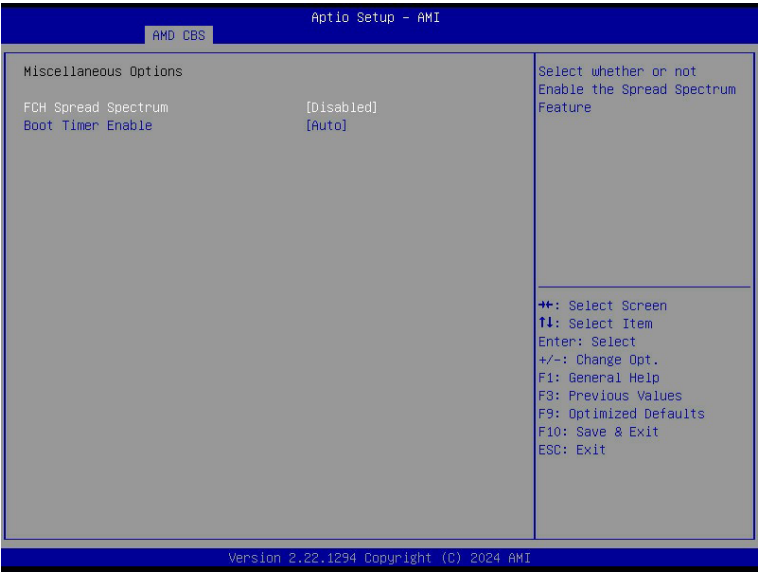 Aptio Setup – AMI
AMD CBS
Miscellaneous Options
FCH Spread Spectrum [Disabled]
Boot Timer Enable [Auto]
Select whether or not
Enable the Spread Spectrum
Feature
→←: Select Screen
↑↓: Select Item
Enter: Select
+/-: Change Opt.
F1: General Help
F3: Previous Values
F9: Optimized Defaults
F10: Save & Exit
ESC: Exit
Version 2.22.1294 Copyright (C) 2024 AMI